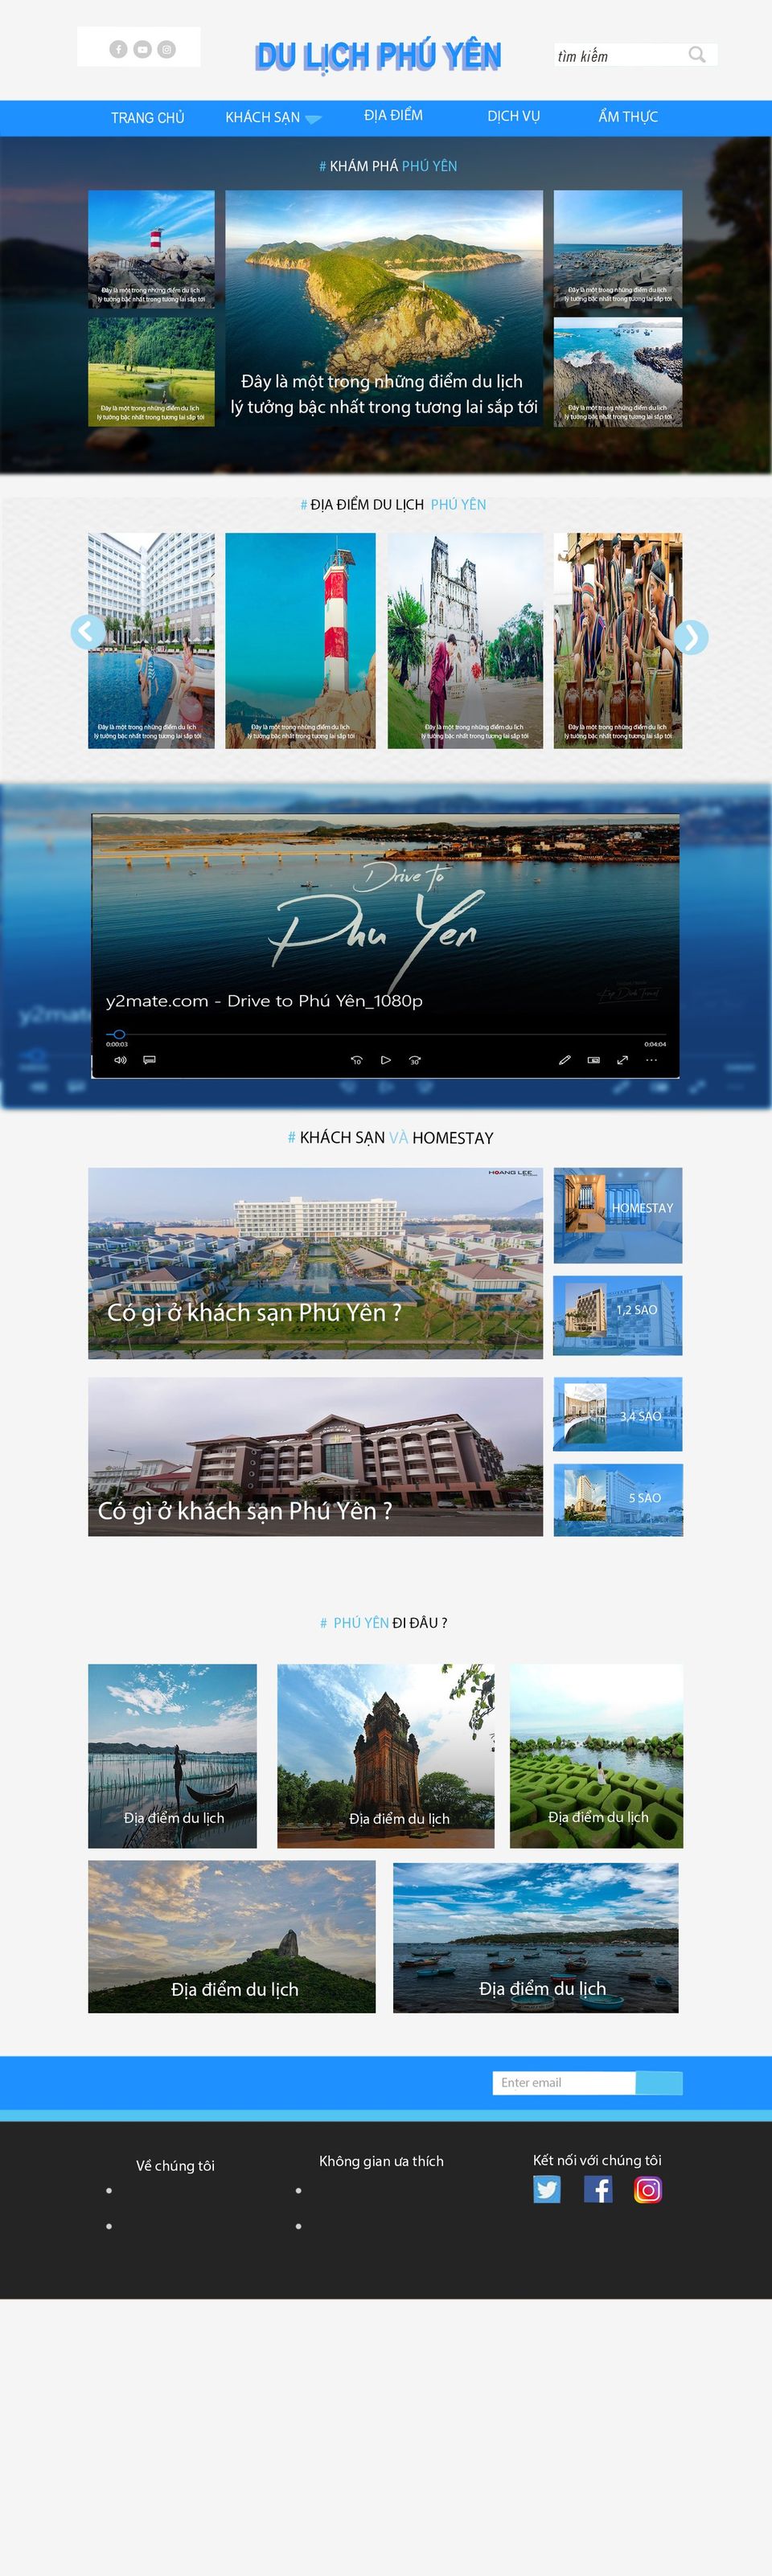 DU LỊCH PHÚ YÊN
tìm kiếm
TRANG CHỦ
KHÁCH SẠN
ĐỊA ĐIỂM
DỊCH VỤ
ẨM THỰC
# KHÁM PHÁ PHÚ YÊN
Đây là một trong những điểm du lịch
lý tưởng bậc nhất trong tương lai sắp tới
Đây là một trong những điểm du lịch
lý tưởng bậc nhất trong tương lai sắp tới
Đây là một trong những điểm du lịch
lý tưởng bậc nhất trong tương lai sắp tới
Đây là một trong những điểm du lịch
lý tưởng bậc nhất trong tương lai sắp tới
Đây là một trong những điểm du lịch
lý tưởng bậc nhất trong tương lai sắp tới
# ĐỊA ĐIỂM DU LỊCH PHÚ YÊN
Đây là một trong những điểm du lịch
lý tưởng bậc nhất trong tương lai sắp tới
Đây là một trong những điểm du lịch
lý tưởng bậc nhất trong tương lai sắp tới
Đây là một trong những điểm du lịch
lý tưởng bậc nhất trong tương lai sắp tới
Đây là một trong những điểm du lịch
lý tưởng bậc nhất trong tương lai sắp tới
Drive to
Phu Yen
y2mate.com - Drive to Phú Yên_1080p
y2mate
0:00:03
0:04:04
10
30
# KHÁCH SẠN VÀ HOMESTAY
HOANG LEE
Có gì ở khách sạn Phú Yên ?
HOMESTAY
1,2 SAO
Có gì ở khách sạn Phú Yên ?
3,4 SAO
5 SAO
# PHÚ YÊN ĐI ĐÂU ?
Địa điểm du lịch
Địa điểm du lịch
Địa điểm du lịch
Địa điểm du lịch
Địa điểm du lịch
Enter email
Về chúng tôi
Không gian ưa thích
Kết nối với chúng tôi